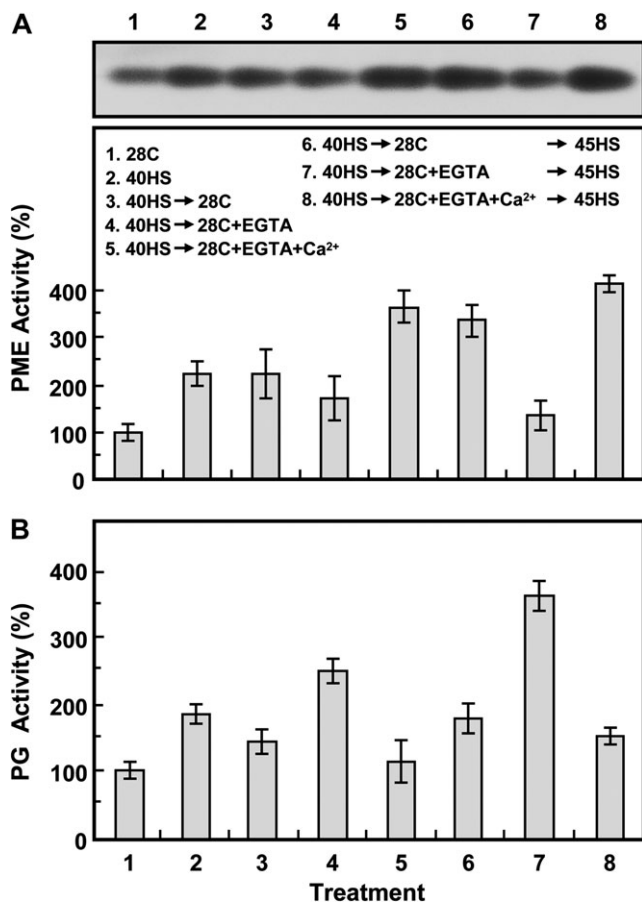 A 1 2 3 4 5 6 7 8
1. 28C
2. 40HS
3. 40HS → 28C
4. 40HS → 28C+EGTA
5. 40HS → 28C+EGTA+Ca²⁺
6. 40HS → 28C → 45HS
7. 40HS → 28C+EGTA → 45HS
8. 40HS → 28C+EGTA+Ca²⁺ → 45HS
PME Activity (%)
400
300
200
100
0
B
PG Activity (%)
400
300
200
100
0
1 2 3 4 5 6 7 8
Treatment